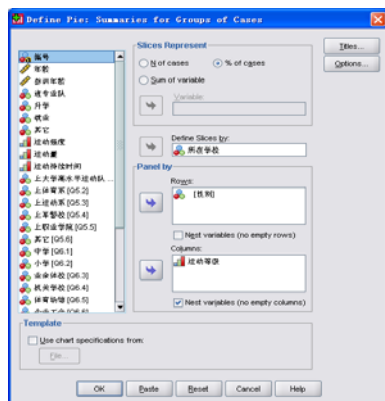 Define Pie: Summaries for Groups of Cases
编号
年龄
参训年龄
进专业队
升学
就业
其它
运动强度
运动量
运动持续时间
上大学高水平运动队...
上体育系 [Q5.2]
上运动系 [Q5.3]
上军警校 [Q5.4]
上职业学院 [Q5.5]
其它 [Q5.6]
中学 [Q6.1]
小学 [Q6.2]
业余体校 [Q6.3]
机关学校 [Q6.4]
体育场馆 [Q6.5]
Slices Represent
N of cases
% of cases
Sum of variable
Variable:
Define Slices by:
所在学校
Panel by
Rows:
[性别]
Nest variables (no empty rows)
Columns:
运动等级
Nest variables (no empty columns)
Titles...
Options...
Template
Use chart specifications from:
File...
OK
Paste
Reset
Cancel
Help